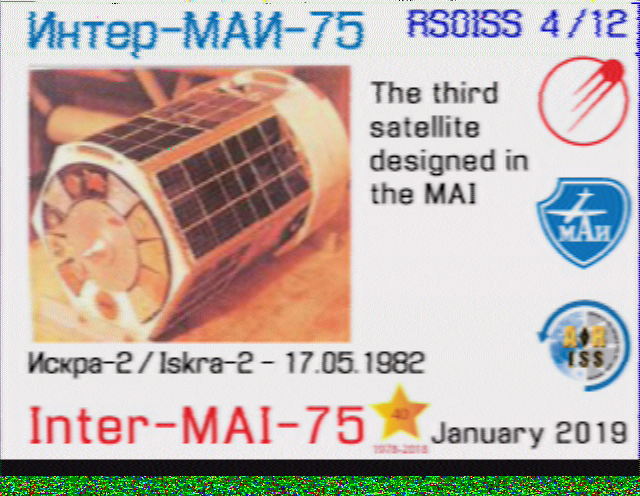 Интер-МАИ-75
RS0ISS 4/12
The third
satellite
designed in
the MAI
МАИ
ARISS
Искра-2 / Iskra-2 - 17.05.1982
Inter-MAI-75
40
1978-2018
January 2019